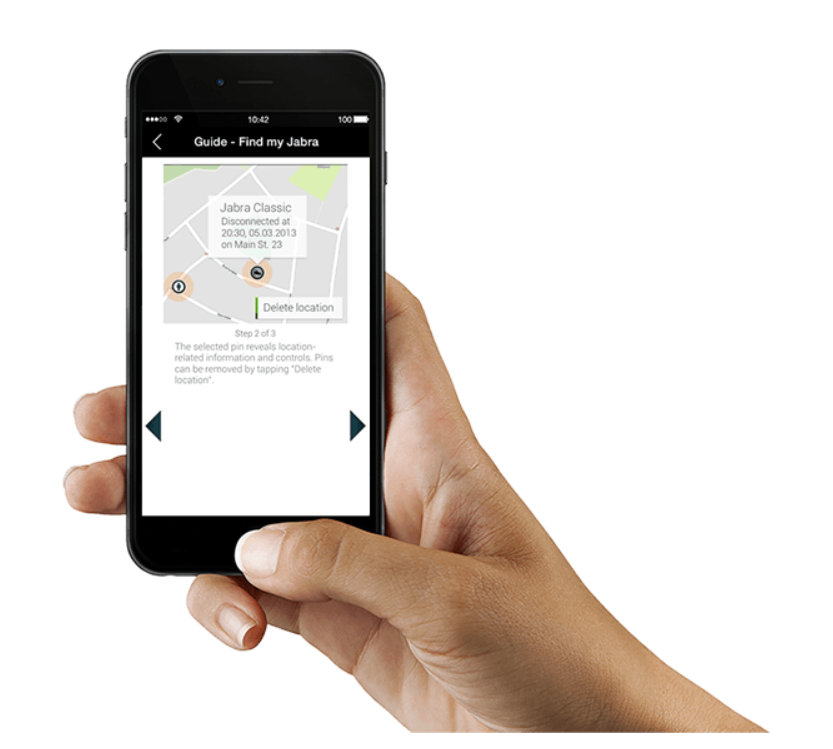 10:42
100
Guide - Find my Jabra
Jabra Classic
Disconnected at
20:30, 05.03.2013
on Main St. 23
Delete location
Step 2 of 3
The selected pin reveals location-
related information and controls. Pins
can be removed by tapping "Delete
location".